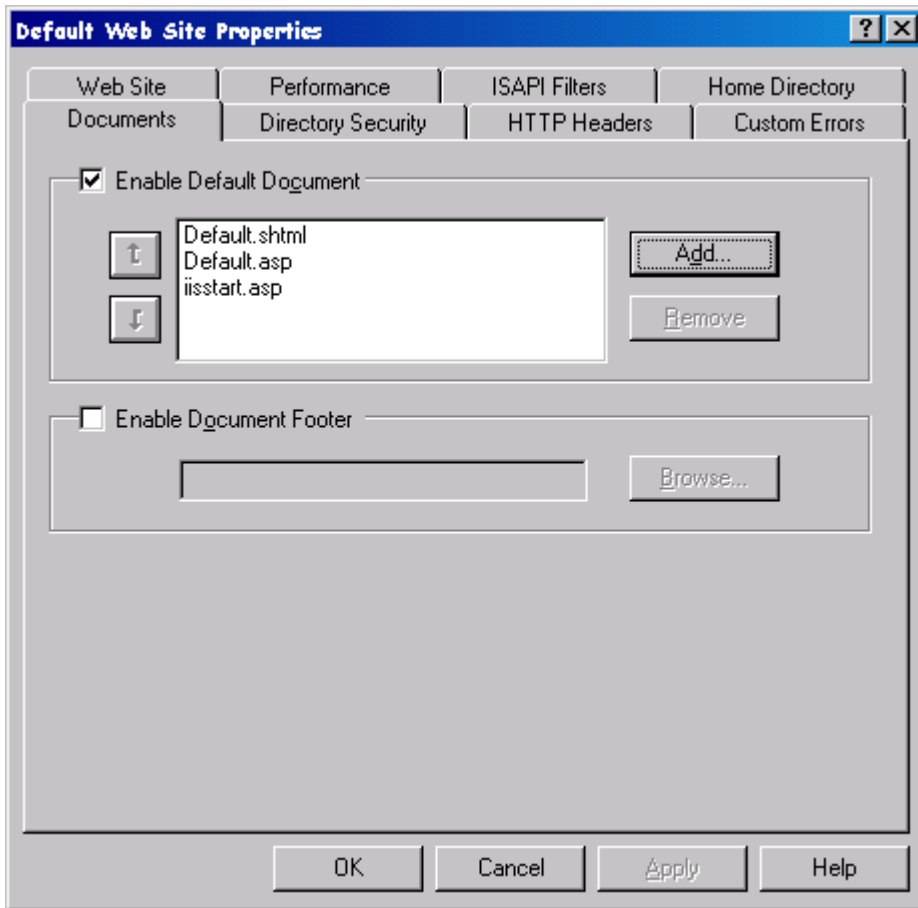 Default Web Site Properties
Web Site Performance ISAPI Filters Home Directory
Documents Directory Security HTTP Headers Custom Errors
Enable Default Document
Default.shtml
Default.asp
iisstart.asp
Add...
Remove
Enable Document Footer
Browse...
OK Cancel Apply Help